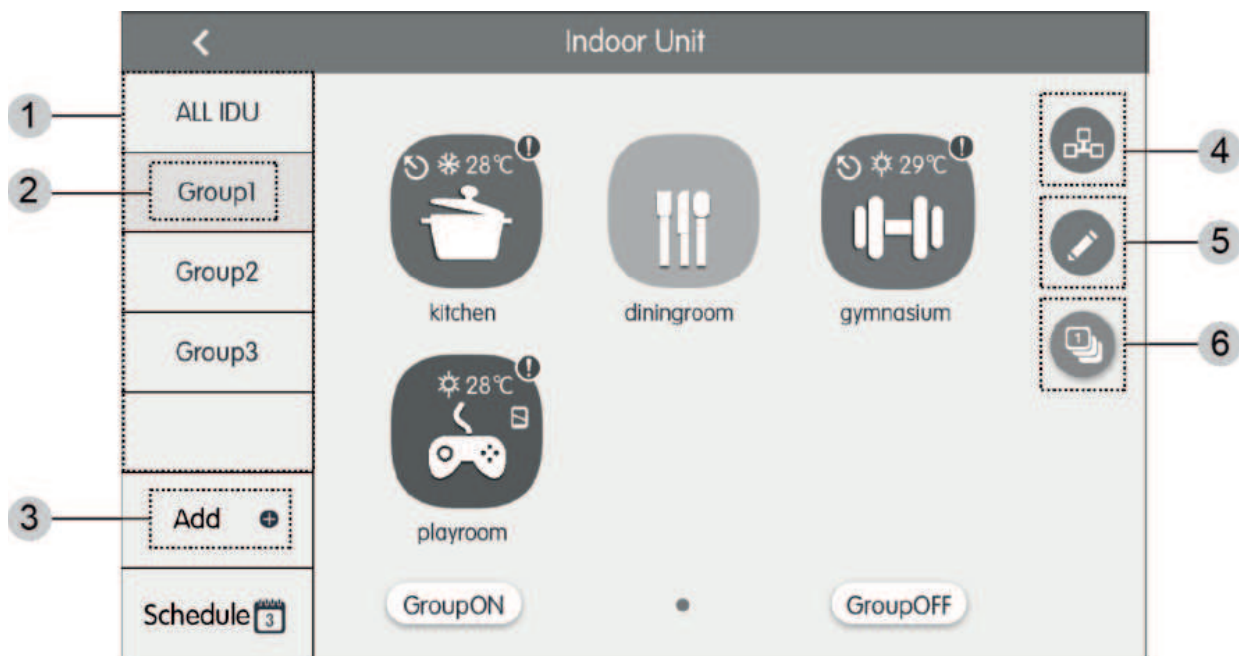 Indoor Unit
1
ALL IDU
2
Group1
Group2
Group3
3
Add
Schedule 3
28℃
29℃
kitchen
diningroom
gymnasium
28℃
playroom
GroupON
GroupOFF
4
5
1
6